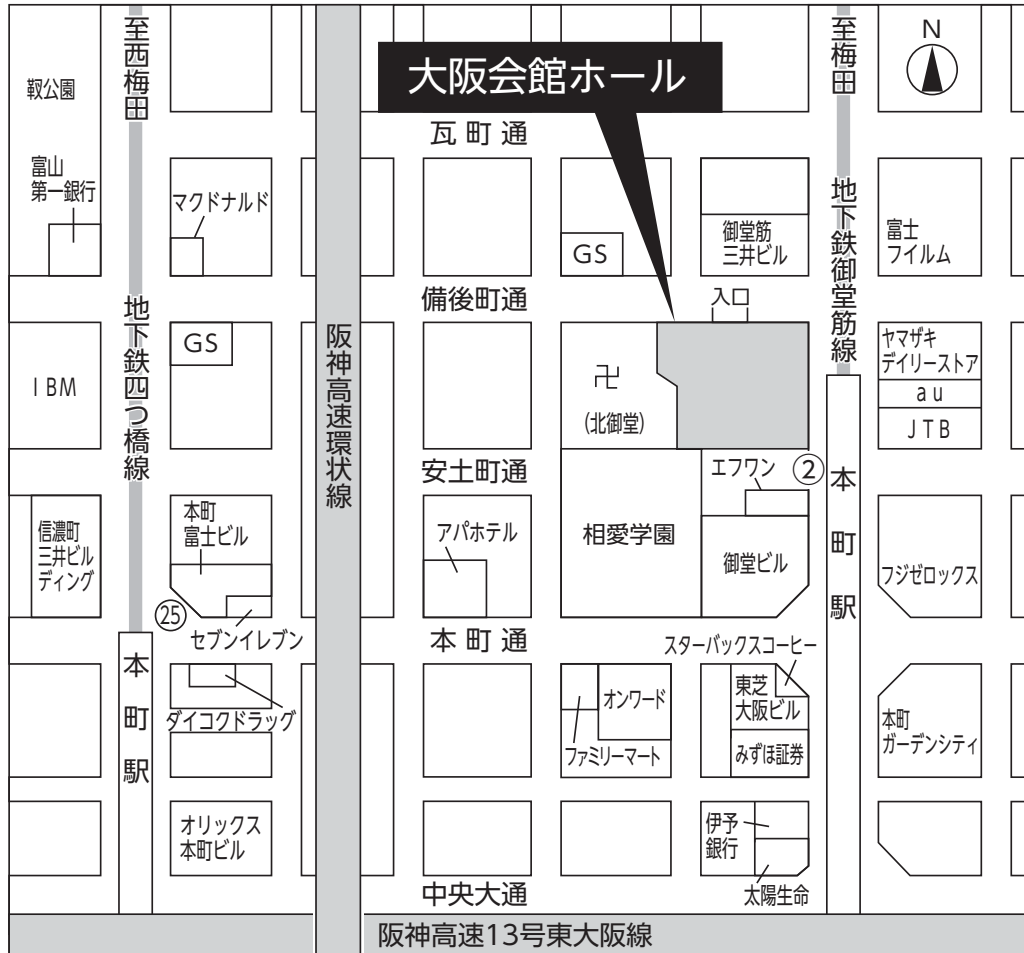 至西梅田
靱公園
大阪会館ホール
至梅田
N
瓦町通
富山
第一銀行
マクドナルド
GS
御堂筋
三井ビル
地下鉄御堂筋線
富士
フイルム
備後町通
入口
地下鉄四つ橋線
GS
阪神高速環状線
IBM
卍
(北御堂)
ヤマザキ
デイリーストア
au
JTB
安土町通
エフワン
②
本町駅
信濃町
三井ビル
ディング
本町
富士ビル
アパホテル
相愛学園
御堂ビル
フジゼロックス
㉕
セブンイレブン
本町通
スターバックスコーヒー
本町駅
ダイコクドラッグ
オンワード
ファミリーマート
東芝
大阪ビル
みずほ証券
本町
ガーデンシティ
オリックス
本町ビル
伊予
銀行
太陽生命
中央大通
阪神高速13号東大阪線